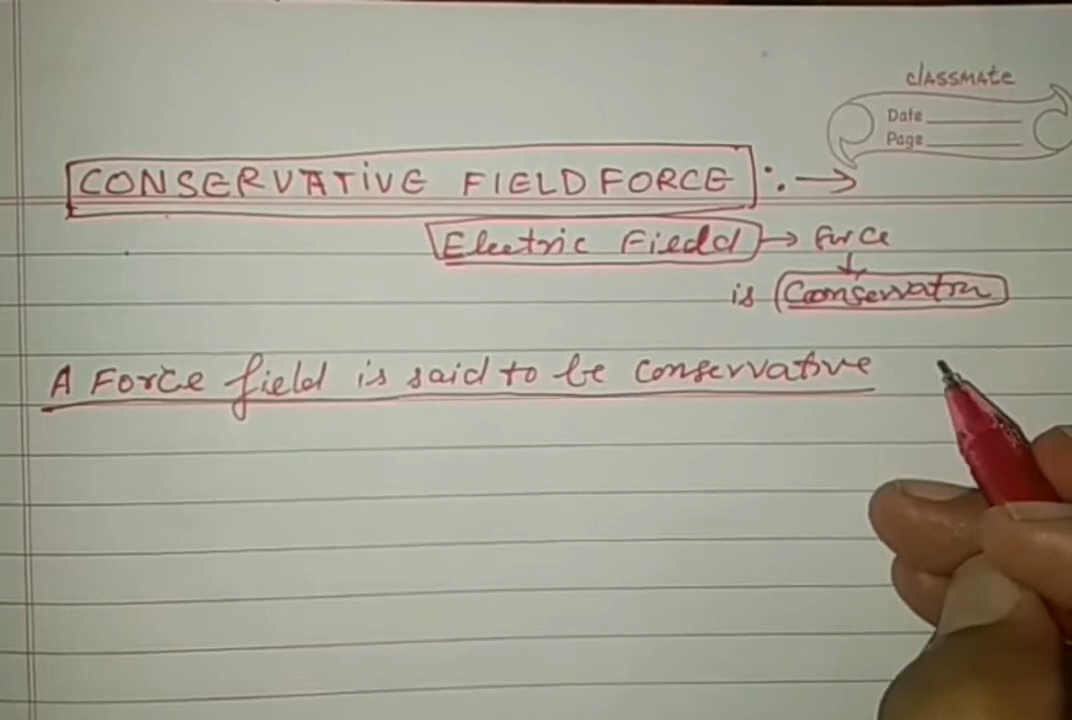 classmate
Date
Page
CONSERVATIVE FIELD FORCE :. →
Electric Field → Force
↓
is Conservative
A Force field is said to be conservative